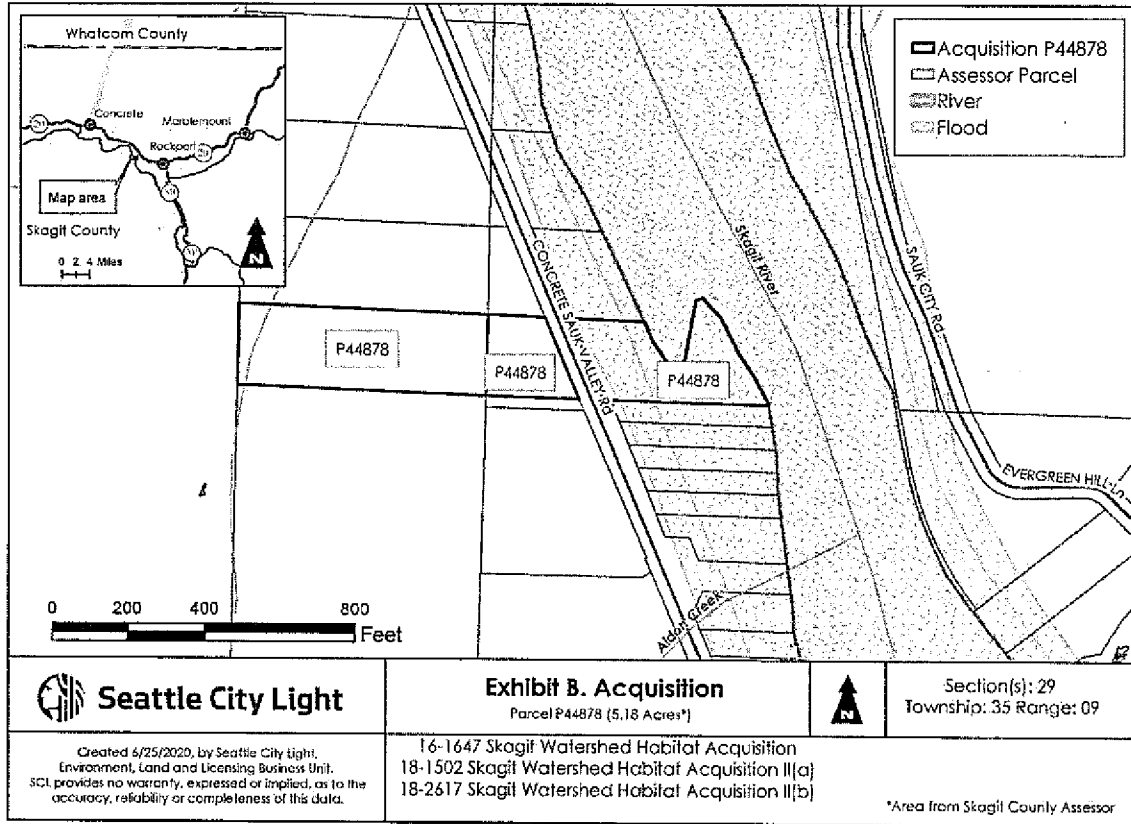 Whatcom County
Concrete
Marblemount
Rockport
20
20
Map area
Skagit County
0 2 4 Miles
N
Acquisition P44878
Assessor Parcel
River
Flood
CONCRETE SAUK VALLEY Rd
Skagit River
SAUK CITY Rd
P44878
P44878
P44878
EVERGREEN HILL Ln
Aldon Creek
0 200 400 800
Feet
Seattle City Light
Exhibit B. Acquisition
Parcel P44878 (5.18 Acres*)
N
Section(s): 29
Township: 35 Range: 09
Created 6/25/2020, by Seattle City Light,
Environment, Land and Licensing Business Unit.
SCL provides no warranty, expressed or implied, as to the
accuracy, reliability or completeness of this data.
16-1647 Skagit Watershed Habitat Acquisition
18-1502 Skagit Watershed Habitat Acquisition II(a)
18-2617 Skagit Watershed Habitat Acquisition II(b)
*Area from Skagit County Assessor